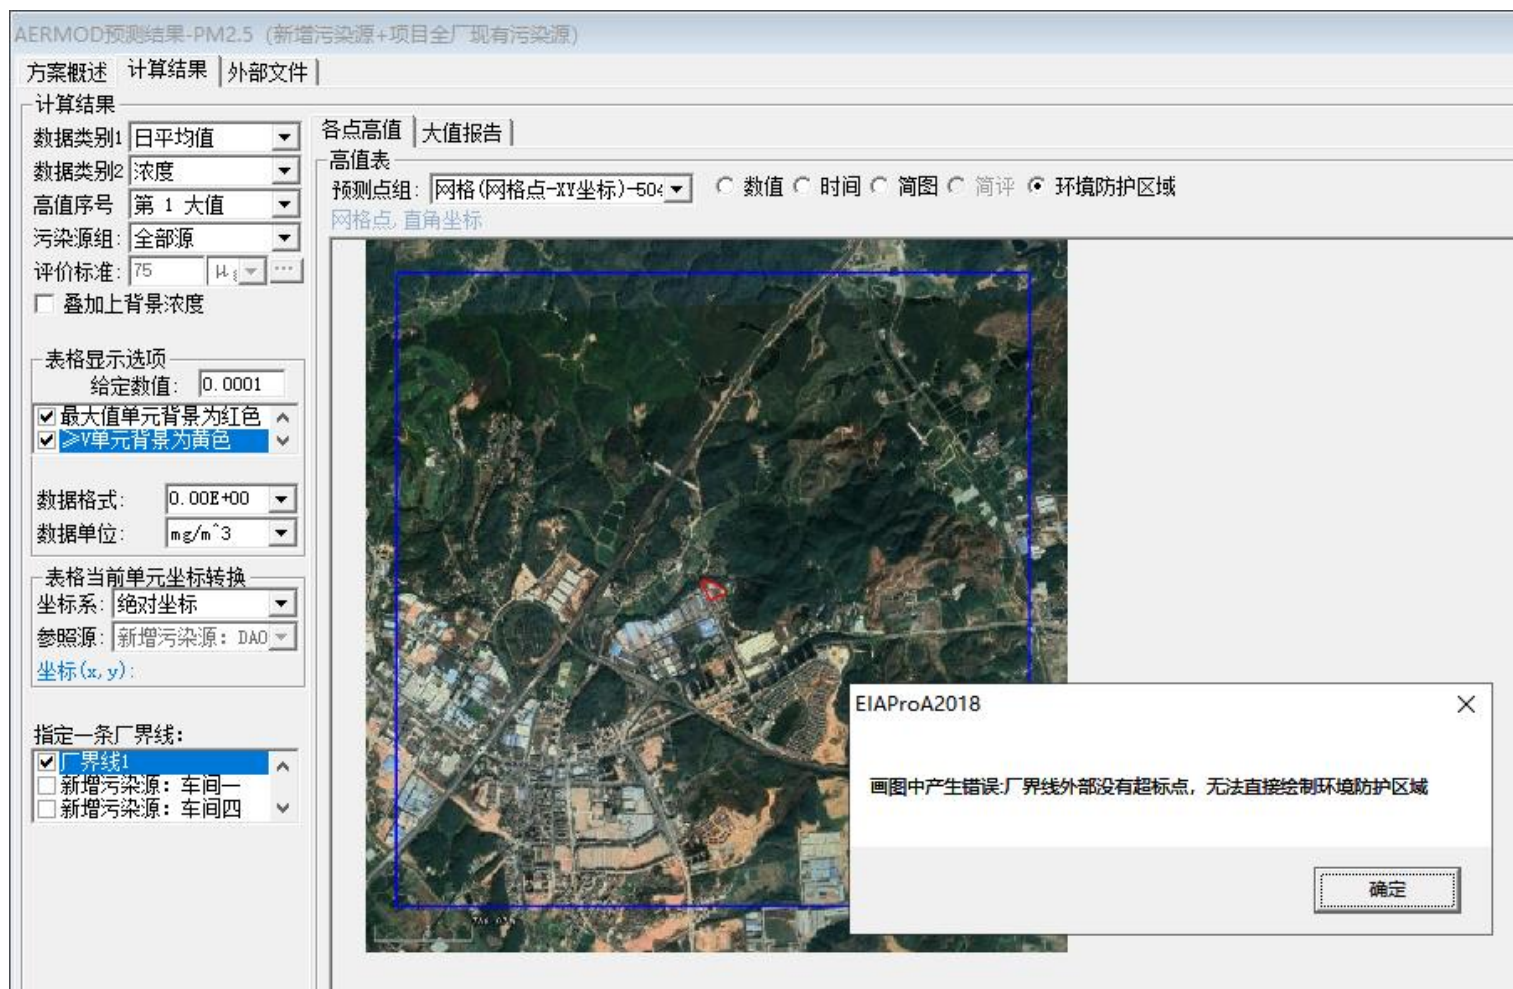 AERMOD预测结果-PM2.5 (新增污染源+项目全厂现有污染源)
方案概述 计算结果 外部文件
计算结果
数据类别1 日平均值
数据类别2 浓度
高值序号 第 1 大值
污染源组: 全部源
评价标准: 75 μg ...
叠加上背景浓度
表格显示选项
给定数值: 0.0001
最大值单元背景为红色
≥V单元背景为黄色
数据格式: 0.00E+00
数据单位: mg/m^3
表格当前单元坐标转换
坐标系: 绝对坐标
参照源: 新增污染源: DA0
坐标(x,y):
指定一条厂界线:
厂界线1
新增污染源: 车间一
新增污染源: 车间四
各点高值 大值报告
高值表
预测点组: 网格(网格点-XY坐标)-504 数值 时间 简图 简评 环境防护区域
网格点,直角坐标
EIAProA2018
画图中产生错误:厂界线外部没有超标点，无法直接绘制环境防护区域
确定